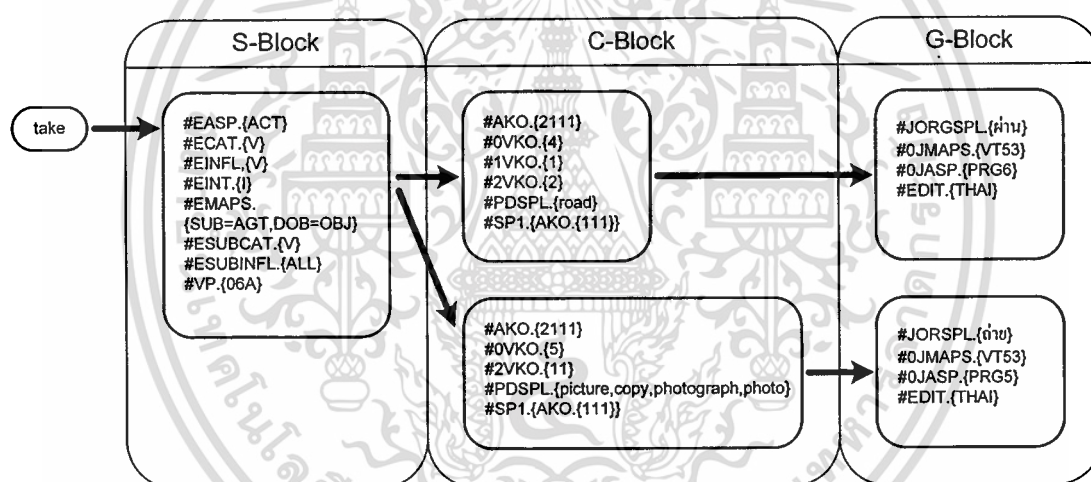 S-Block
C-Block
G-Block
take
#EASP.{ACT}
#ECAT.{V}
#EINFL,{V}
#EINT.{I}
#EMAPS.
{SUB=AGT,DOB=OBJ}
#ESUBCAT.{V}
#ESUBINFL.{ALL}
#VP.{06A}
#AKO.{2111}
#0VKO.{4}
#1VKO.{1}
#2VKO.{2}
#PDSPL.{road}
#SP1.{AKO.{111}}
#JORGSPL.{ผ่าน}
#0JMAPS.{VT53}
#0JASP.{PRG6}
#EDIT.{THAI}
#AKO.{2111}
#0VKO.{5}
#2VKO.{11}
#PDSPL.{picture,copy,photograph,photo}
#SP1.{AKO.{111}}
#JORSPL.{ถ่าย}
#0JMAPS.{VT53}
#0JASP.{PRG5}
#EDIT.{THAI}